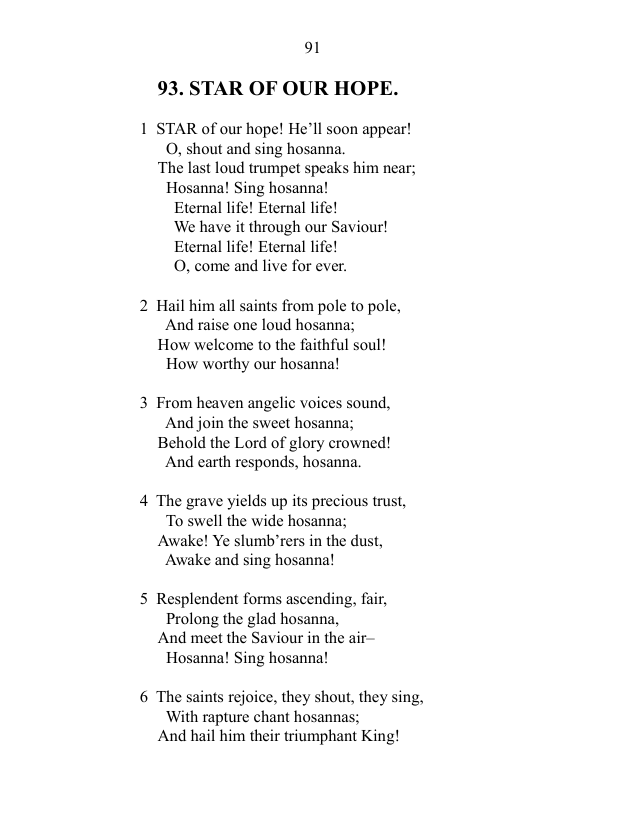 91
93. STAR OF OUR HOPE.
1 STAR of our hope! He’ll soon appear!
O, shout and sing hosanna.
The last loud trumpet speaks him near;
Hosanna! Sing hosanna!
Eternal life! Eternal life!
We have it through our Saviour!
Eternal life! Eternal life!
O, come and live for ever.
2 Hail him all saints from pole to pole,
And raise one loud hosanna;
How welcome to the faithful soul!
How worthy our hosanna!
3 From heaven angelic voices sound,
And join the sweet hosanna;
Behold the Lord of glory crowned!
And earth responds, hosanna.
4 The grave yields up its precious trust,
To swell the wide hosanna;
Awake! Ye slumb’rers in the dust,
Awake and sing hosanna!
5 Resplendent forms ascending, fair,
Prolong the glad hosanna,
And meet the Saviour in the air–
Hosanna! Sing hosanna!
6 The saints rejoice, they shout, they sing,
With rapture chant hosannas;
And hail him their triumphant King!